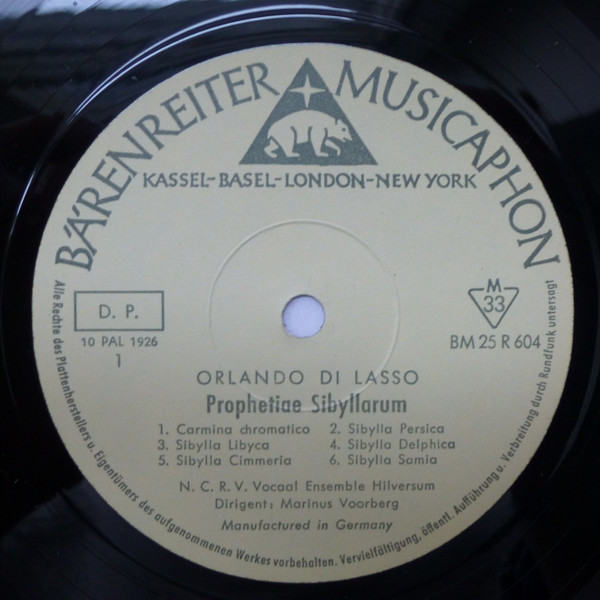 BÄRENREITER MUSICAPHON
KASSEL-BASEL-LONDON-NEW YORK
D. P.
10 PAL 1926
1
M
33
BM 25 R 604
ORLANDO DI LASSO
Prophetiae Sibyllarum
1. Carmina chromatico 2. Sibylla Persica
3. Sibylla Libyca 4. Sibylla Delphica
5. Sibylla Cimmeria 6. Sibylla Samia
N. C. R. V. Vocaal Ensemble Hilversum
Dirigent: Marinus Voorberg
Manufactured in Germany
Alle Rechte des Plattenherstellers u. Eigentümers des aufgenommenen Werkes vorbehalten. Vervielfältigung, öffentl. Aufführung u. Verbreitung durch Rundfunk untersagt